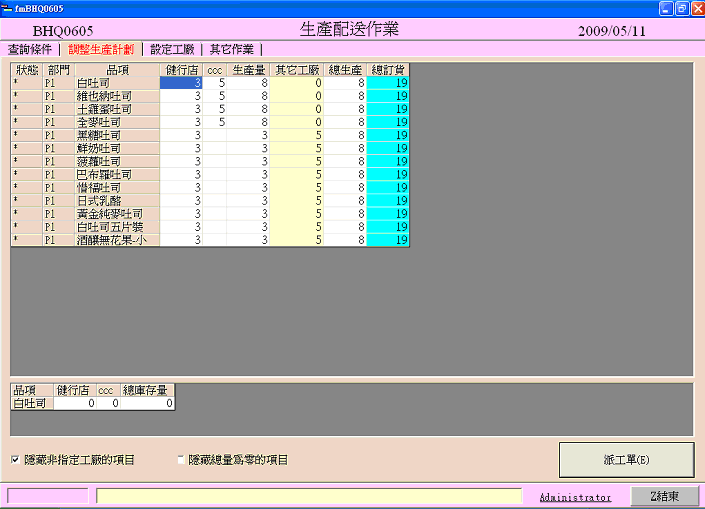 fmBHQ0605
BHQ0605 生產配送作業 2009/05/11
查詢條件 調整生產計劃 設定工廠 其它作業
狀態 部門 品項 健行店 ccc 生產量 其它工廠 總生產 總訂貨
* P1 白吐司 3 5 8 0 8 19
* P1 維也納吐司 3 5 8 0 8 19
* P1 土雞蛋吐司 3 5 8 0 8 19
* P1 全麥吐司 3 5 8 0 8 19
* P1 黑糖吐司 3 3 5 8 19
* P1 鮮奶吐司 3 3 5 8 19
* P1 菠蘿吐司 3 3 5 8 19
* P1 巴布羅吐司 3 3 5 8 19
* P1 惜福吐司 3 3 5 8 19
* P1 日式乳酪 3 3 5 8 19
* P1 黃金純麥吐司 3 3 5 8 19
* P1 白吐司五片裝 3 3 5 8 19
* P1 酒釀無花果-小 3 3 5 8 19
品項 健行店 ccc 總庫存量
白吐司 0 0 0
隱藏非指定工廠的項目 隱藏總量為零的項目 派工單(E)
Administrator Z結束